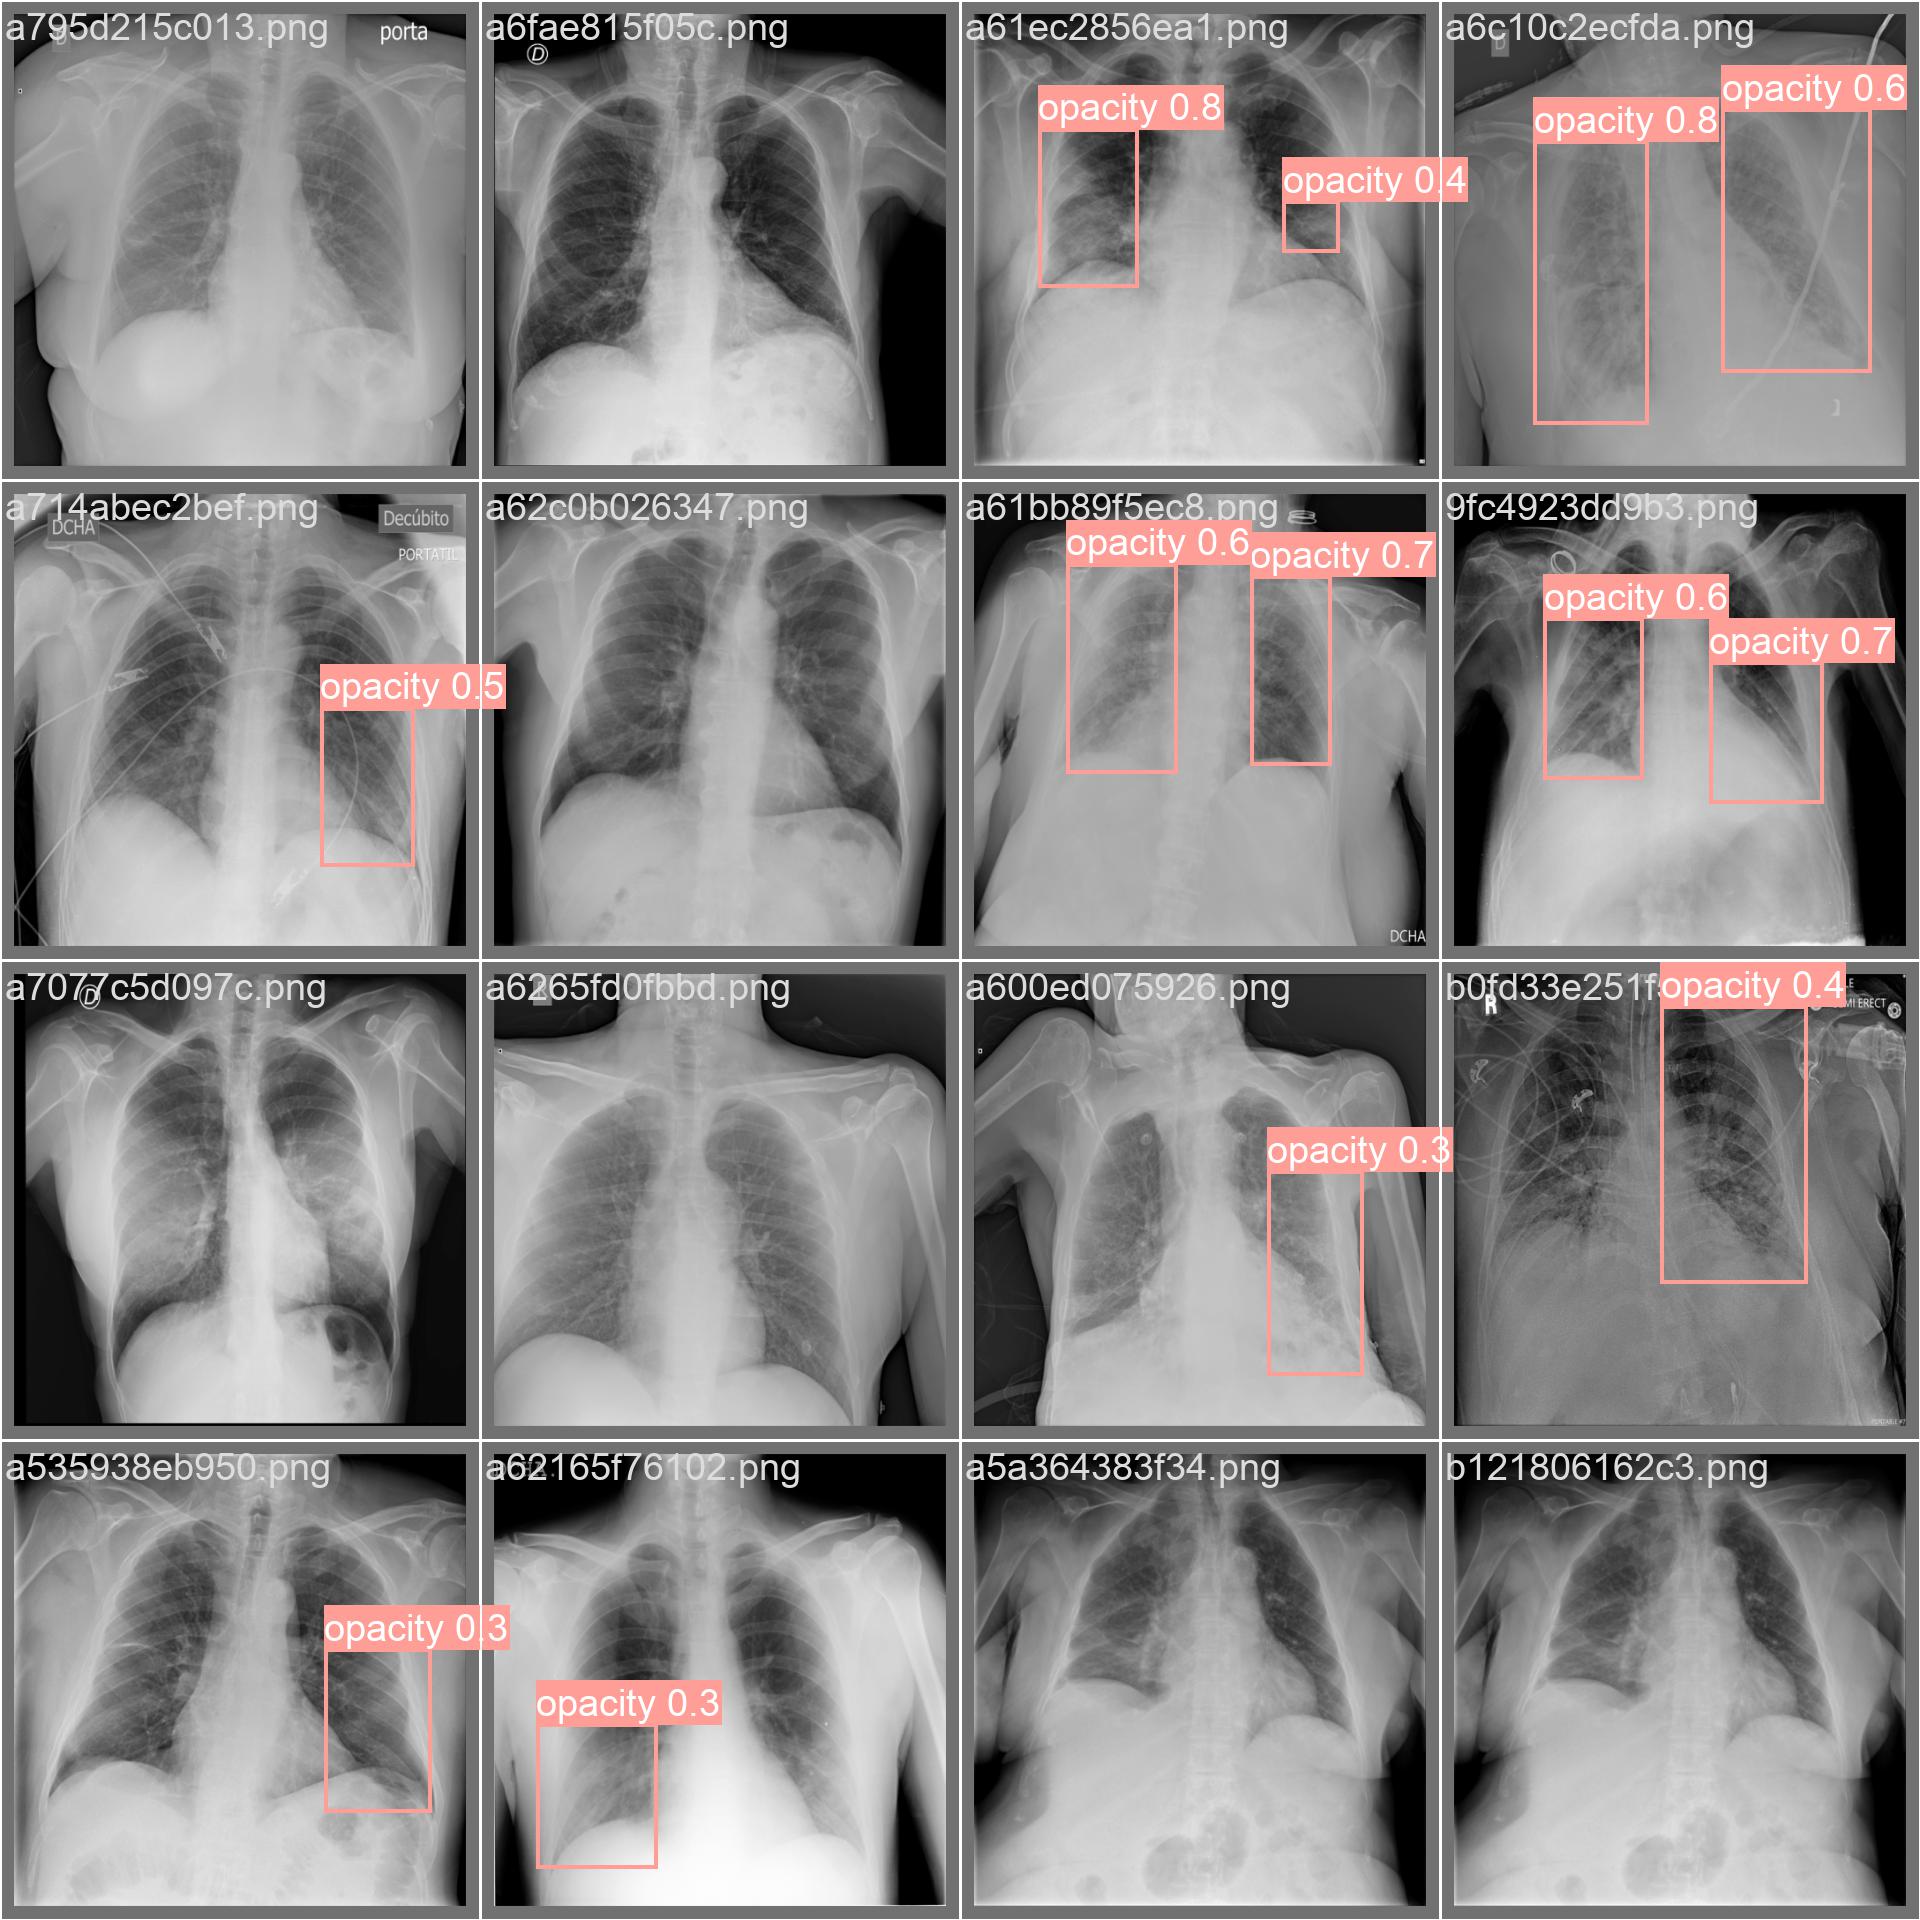 a795d215c013.png
porta
D
a6fae815f05c.png
D
a61ec2856ea1.png
opacity 0.8
opacity 0.4
a6c10c2ecfda.png
D
opacity 0.8
opacity 0.6
a714abec2bef.png
DCHA
Decúbito
PORTATIL
opacity 0.5
a62c0b026347.png
a61bb89f5ec8.png
opacity 0.6
opacity 0.7
DCHA
9fc4923dd9b3.png
opacity 0.6
opacity 0.7
a7077c5d097c.png
D
a6265fd0fbbd.png
a600ed075926.png
opacity 0.3
b0fd33e251f
opacity 0.4
R
MI ERECT
a535938eb950.png
opacity 0.3
a62165f76102.png
opacity 0.3
a5a364383f34.png
b121806162c3.png